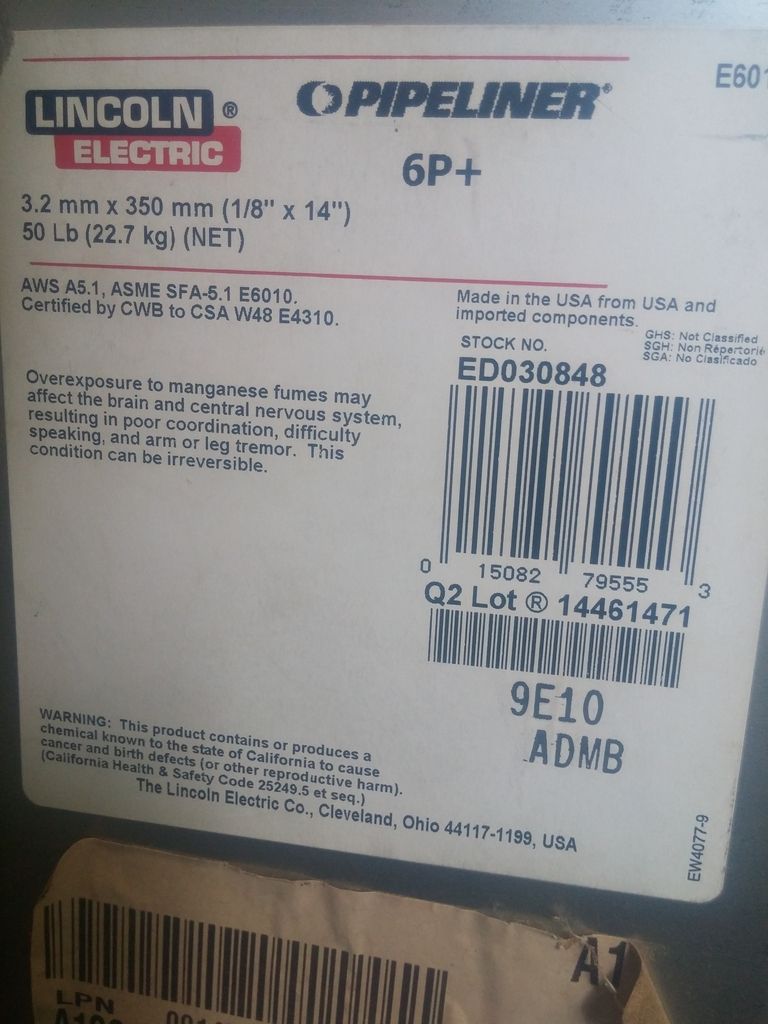 E601
LINCOLN ®
ELECTRIC
PIPELINER®
6P+
3.2 mm x 350 mm (1/8" x 14")
50 Lb (22.7 kg) (NET)
AWS A5.1, ASME SFA-5.1 E6010.
Certified by CWB to CSA W48 E4310.
Made in the USA from USA and
imported components.
GHS: Not Classified
SGH: Non Répertorié
SGA: No Clasificado
STOCK NO.
ED030848
Overexposure to manganese fumes may
affect the brain and central nervous system,
resulting in poor coordination, difficulty
speaking, and arm or leg tremor. This
condition can be irreversible.
0 15082 79555 3
Q2 Lot ® 14461471
9E10
ADMB
WARNING: This product contains or produces a
chemical known to the state of California to cause
cancer and birth defects (or other reproductive harm).
(California Health & Safety Code 25249.5 et seq.)
The Lincoln Electric Co., Cleveland, Ohio 44117-1199, USA
EW4077-9
A1
LPN